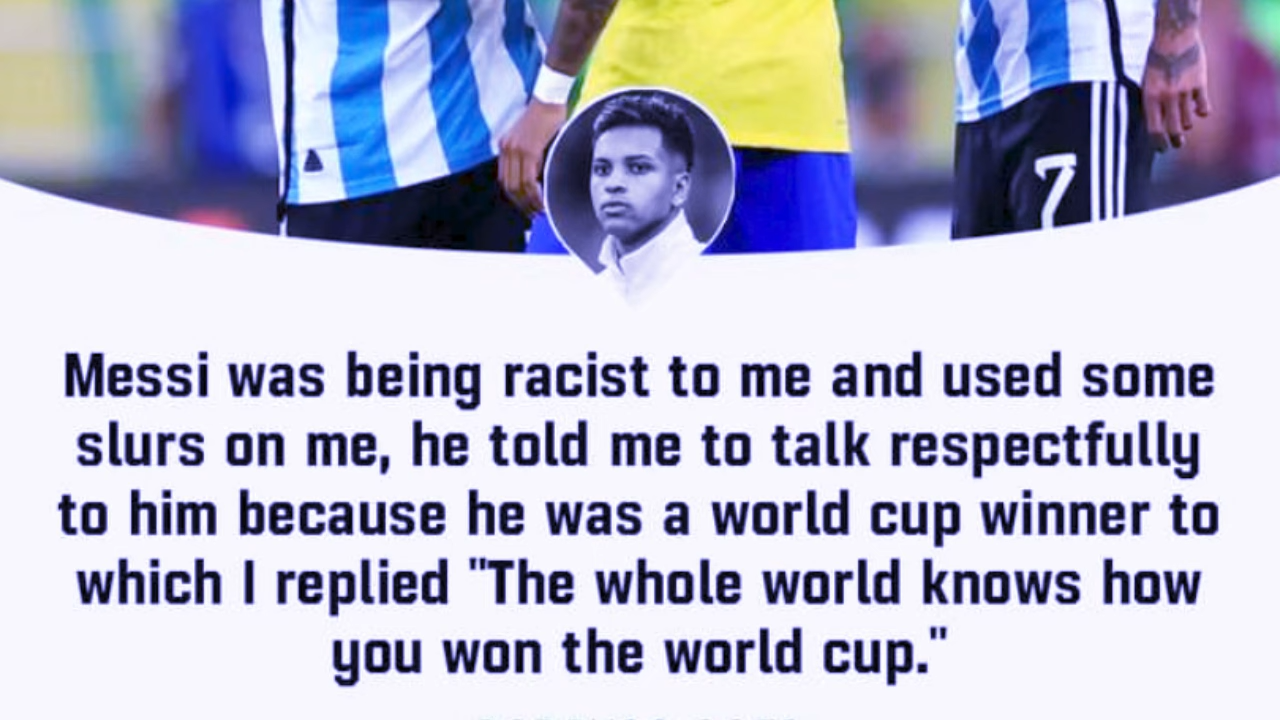 7
Messi was being racist to me and used some
slurs on me, he told me to talk respectfully
to him because he was a world cup winner to
which I replied "The whole world knows how
you won the world cup."